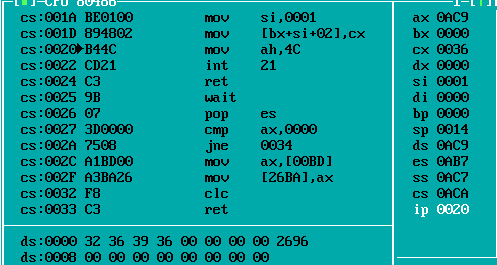 [■]=CPU 80486 1=[↑]
cs:001A BE0100 mov si,0001 ax 0AC9
cs:001D 894802 mov [bx+si+02],cx bx 0000
cs:0020►B44C mov ah,4C cx 0036
cs:0022 CD21 int 21 dx 0000
cs:0024 C3 ret si 0001
cs:0025 9B wait di 0000
cs:0026 07 pop es bp 0000
cs:0027 3D0000 cmp ax,0000 sp 0014
cs:002A 7508 jne 0034 ds 0AC9
cs:002C A1BD00 mov ax,[00BD] es 0AB7
cs:002F A3BA26 mov [26BA],ax ss 0AC7
cs:0032 F8 clc cs 0ACA
cs:0033 C3 ret ip 0020
ds:0000 32 36 39 36 00 00 00 00 2696
ds:0008 00 00 00 00 00 00 00 00